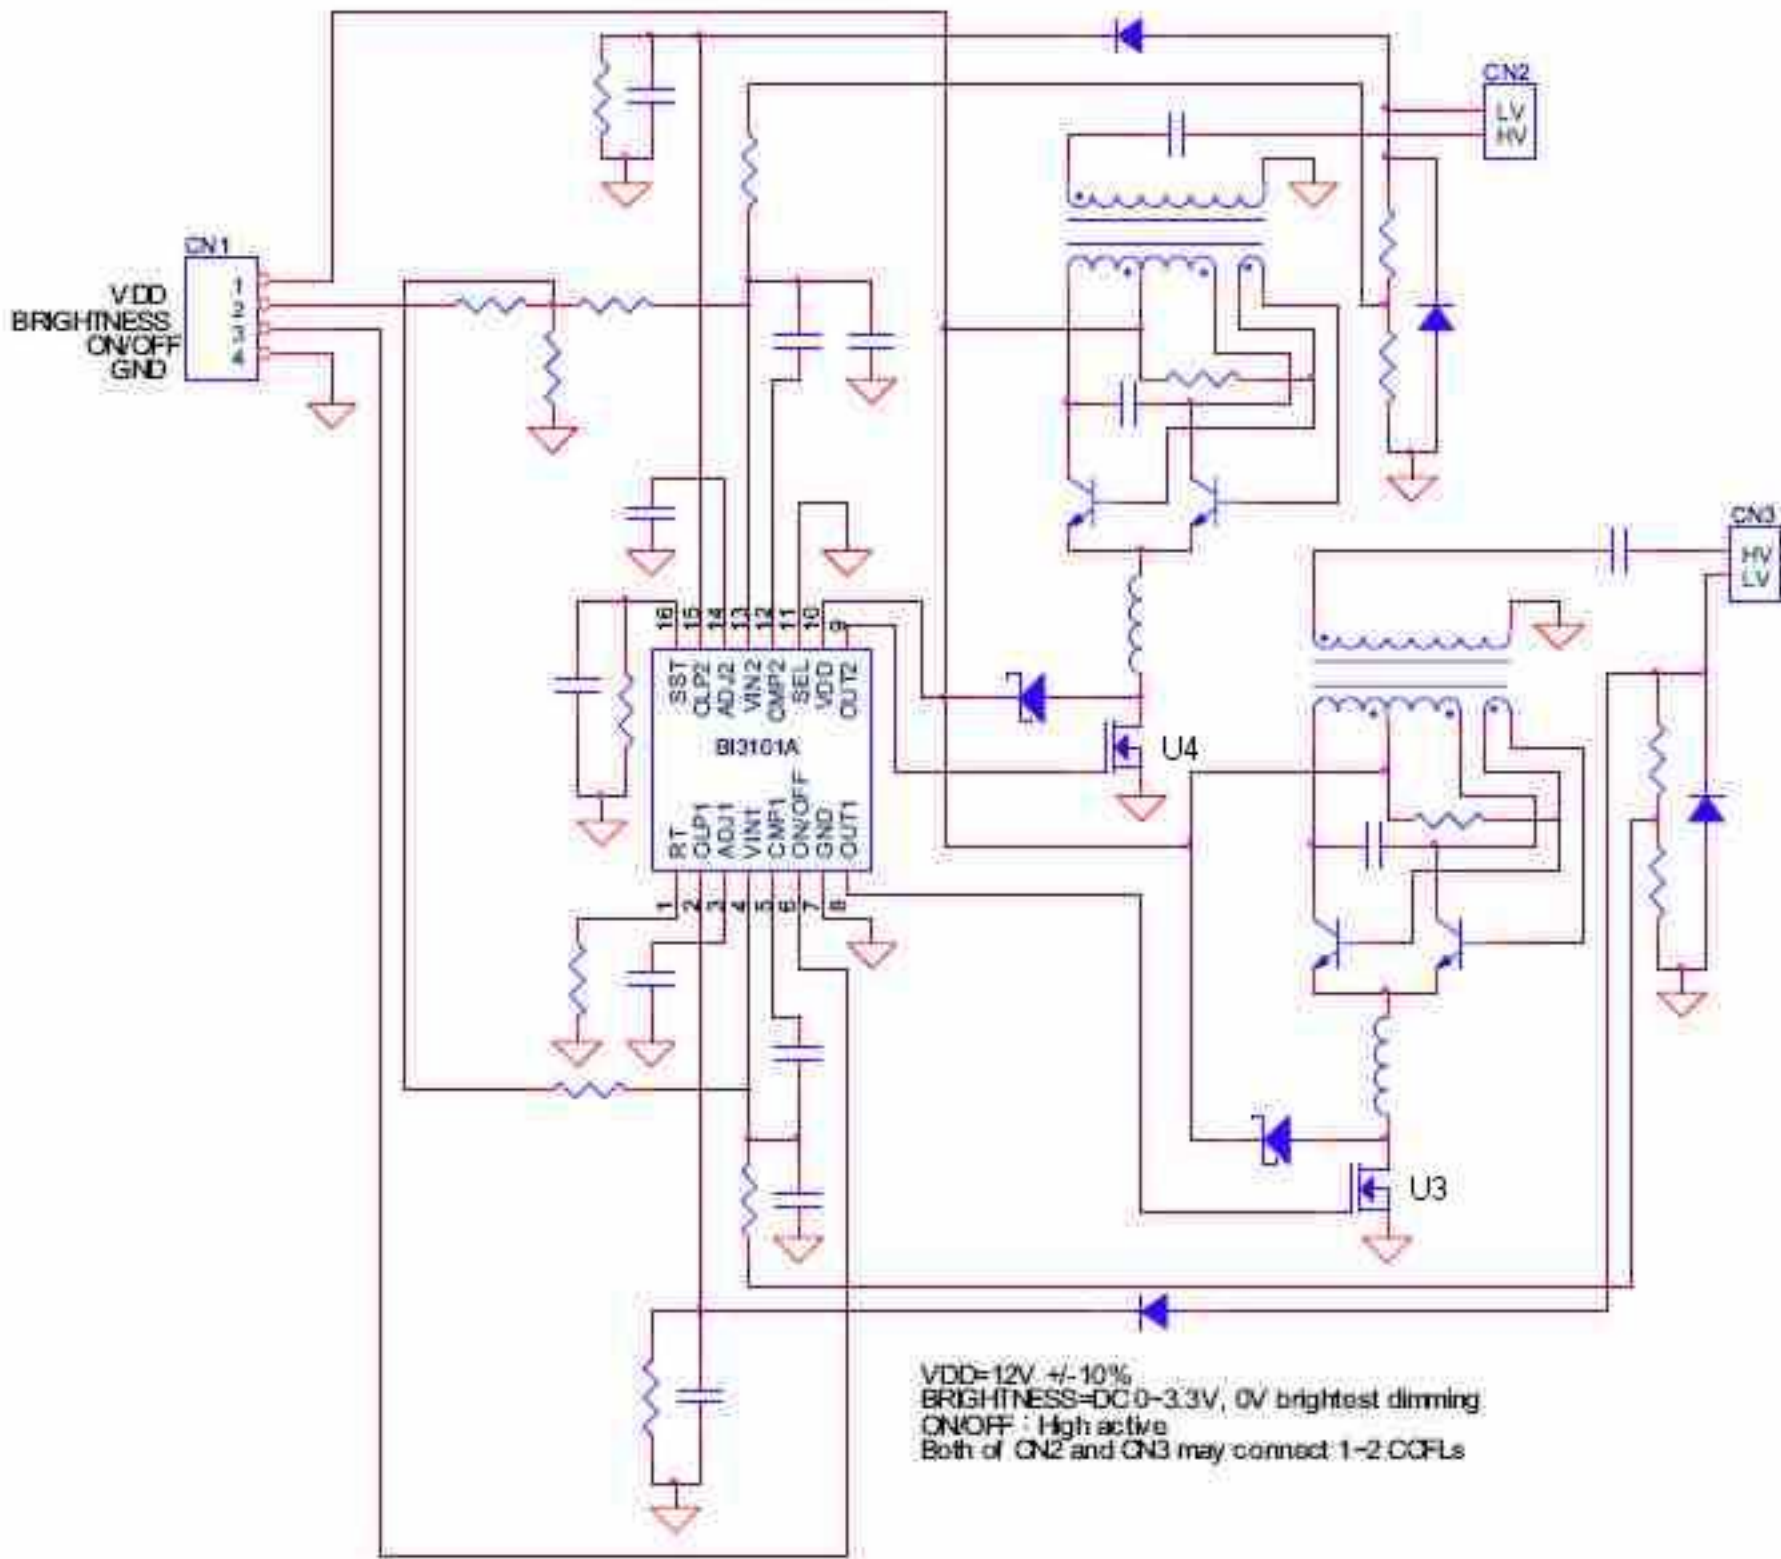 CN2
LV
HV
CN1
VDD
BRIGHTNESS
ON/OFF
GND
1
2
3
4
CN3
HV
LV
16 15 14 13 12 11 10 9
SST OLP2 ADJ2 VIN2 CMP2 SEL VDD OUT2
BI3101A
U4
RT OLP1 ADJ1 VIN1 CMP1 ON/OFF GND OUT1
1 2 3 4 5 6 7 8
U3
VDD=12V +/-10%
BRIGHTNESS=DC 0~3.3V, 0V brightest dimming
ON/OFF : High active
Both of CN2 and CN3 may connect 1~2 CCFLs